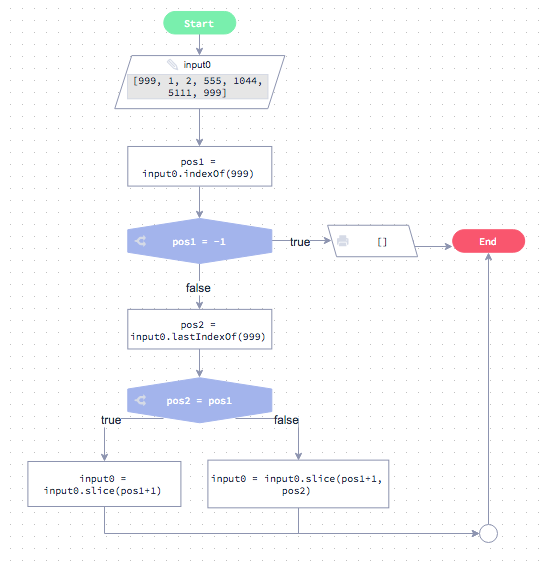 Start
input0
[999, 1, 2, 555, 1044,
5111, 999]
pos1 =
input0.indexOf(999)
pos1 = −1
true
[]
End
false
pos2 =
input0.lastIndexOf(999)
pos2 = pos1
true
false
input0 =
input0.slice(pos1+1)
input0 = input0.slice(pos1+1,
pos2)